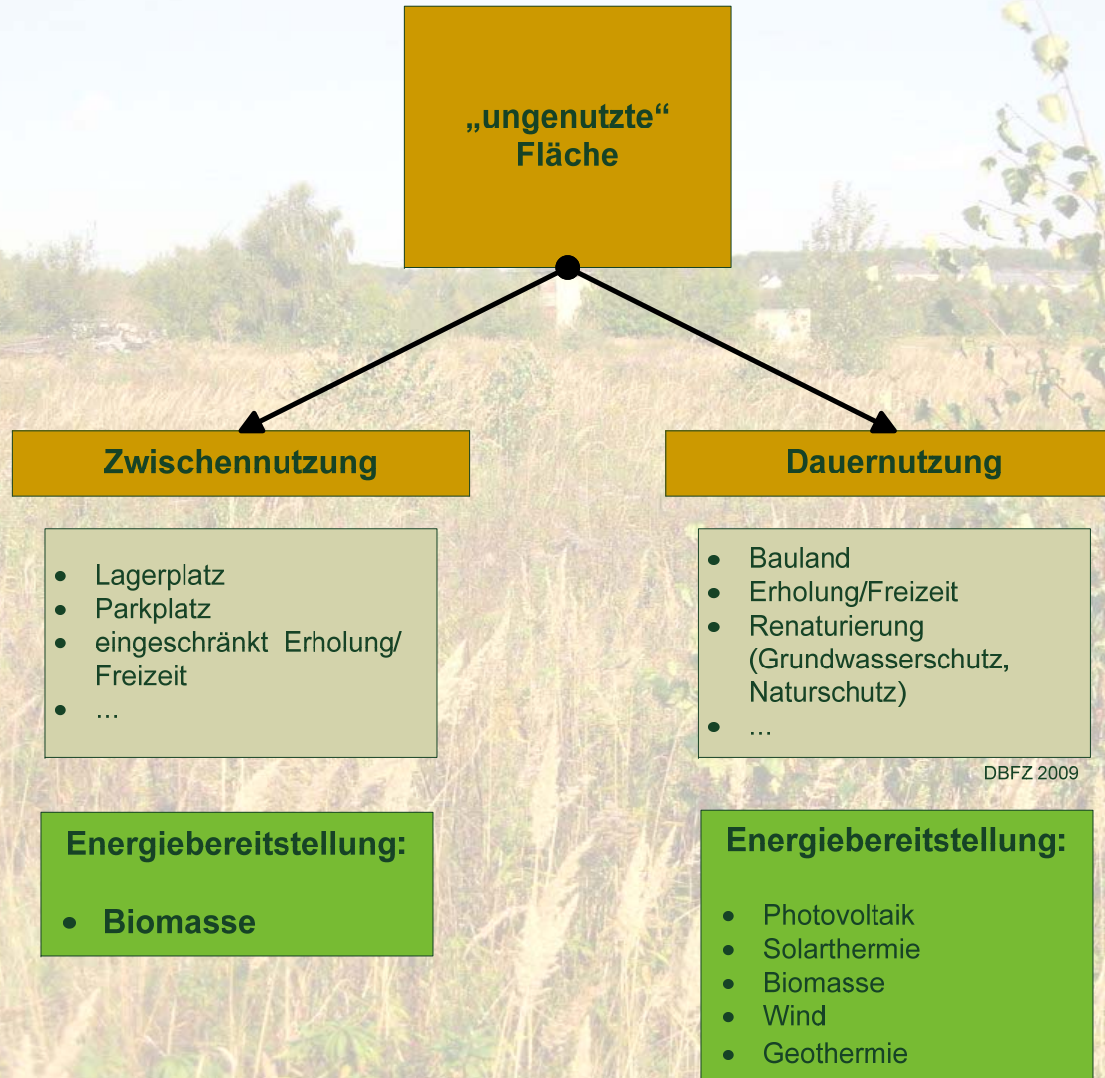 „ungenutzte“
Fläche
Zwischennutzung
• Lagerplatz
• Parkplatz
• eingeschränkt Erholung/
Freizeit
• ...
Energiebereitstellung:
• Biomasse
Dauernutzung
• Bauland
• Erholung/Freizeit
• Renaturierung
(Grundwasserschutz,
Naturschutz)
• ...
DBFZ 2009
Energiebereitstellung:
• Photovoltaik
• Solarthermie
• Biomasse
• Wind
• Geothermie